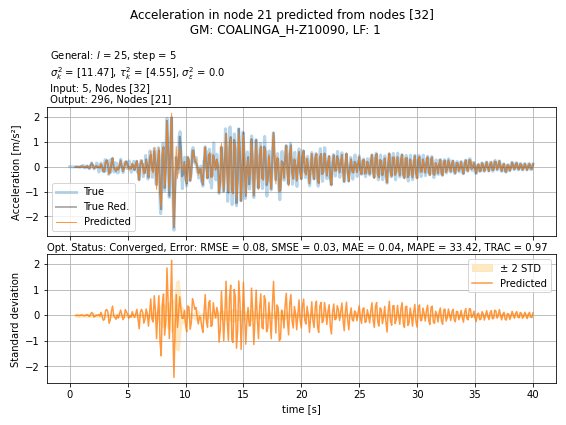 Acceleration in node 21 predicted from nodes [32]
GM: COALINGA_H-Z10090, LF: 1
General: l = 25, step = 5
σ²ₖ = [11.47], τ²ₖ = [4.55], σ²ε = 0.0
Input: 5, Nodes [32]
Output: 296, Nodes [21]
Acceleration [m/s²]
2
1
0
−1
−2
True
True Red.
Predicted
Opt. Status: Converged, Error: RMSE = 0.08, SMSE = 0.03, MAE = 0.04, MAPE = 33.42, TRAC = 0.97
Standard deviation
2
1
0
−1
−2
± 2 STD
Predicted
0 5 10 15 20 25 30 35 40
time [s]